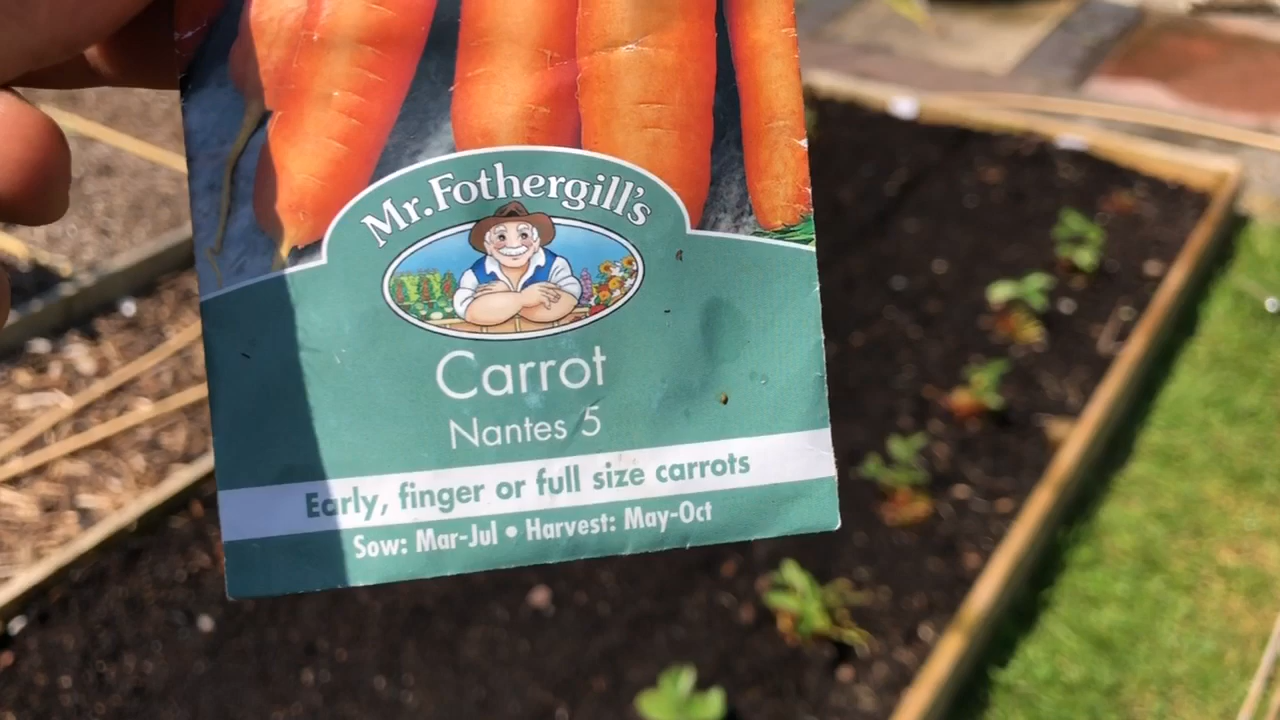 Mr. Fothergill's
Carrot
Nantes 5
Early, finger or full size carrots
Sow: Mar-Jul • Harvest: May-Oct